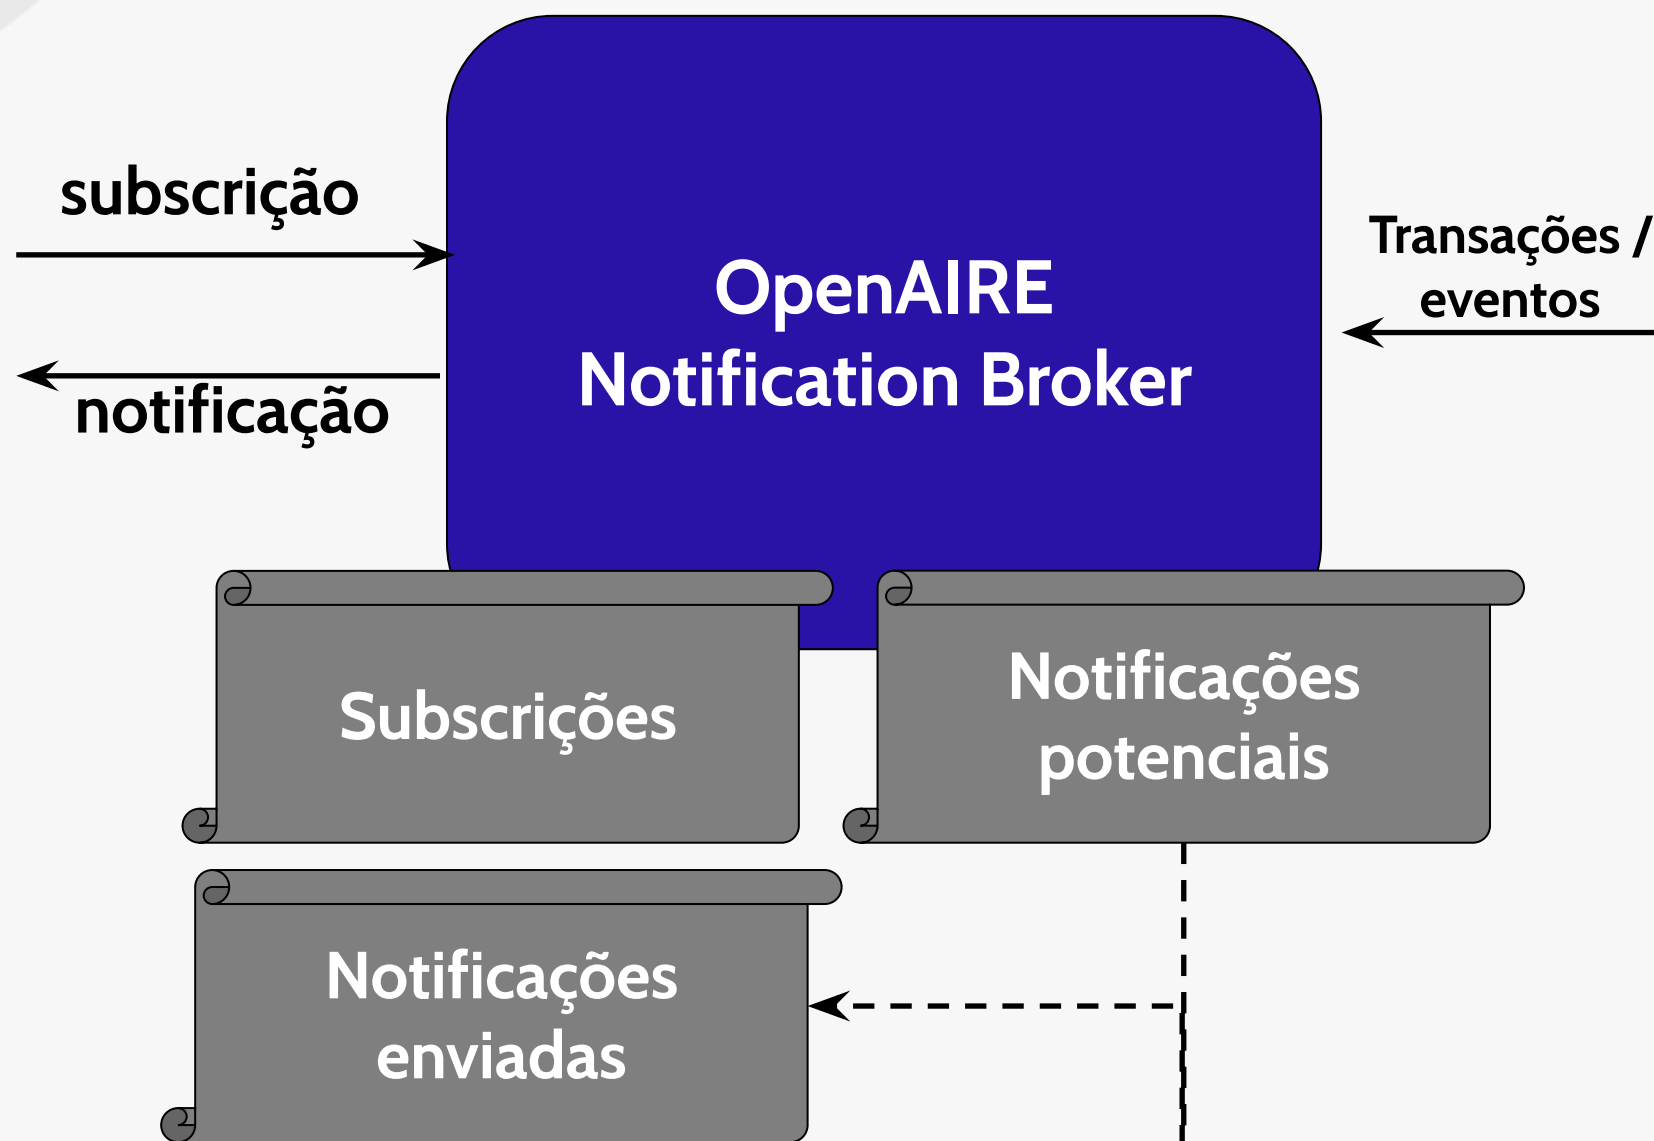 subscrição
notificação
OpenAIRE
Notification Broker
Transações /
eventos
Subscrições
Notificações
potenciais
Notificações
enviadas